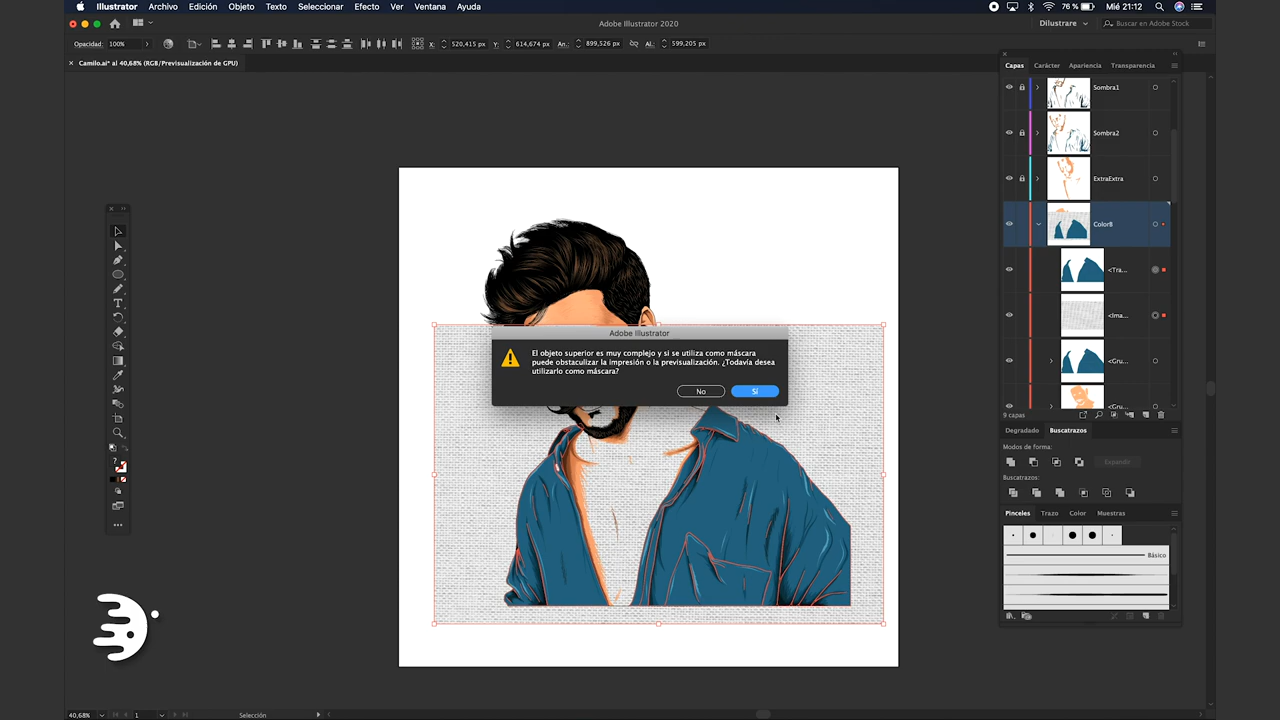 Illustrator Archivo Edición Objeto Texto Seleccionar Efecto Ver Ventana Ayuda
76 % Mié 21:12
Adobe Illustrator 2020
Dilustrare
Buscar en Adobe Stock
Opacidad: 100%
X: 520,415 px Y: 614,674 px An.: 899,526 px Al.: 599,205 px
Camilo.ai* al 40,68% (RGB/Previsualización de GPU)
Capas Carácter Apariencia Transparencia
Sombra1
Sombra2
ExtraExtra
Color8
<Tra...
<Ima...
<Gru...
9 capas
Adobe Illustrator
El objeto superior es muy complejo y si se utiliza como máscara
puede obstaculizar la impresión o la previsualización. ¿Todavía desea
utilizarlo como máscara?
No Sí
Degradado Buscatrazos
Modos de forma:
Expandir
Buscatrazos:
Pinceles Trazo Color Muestras
Básico
40,68% 1 Selección